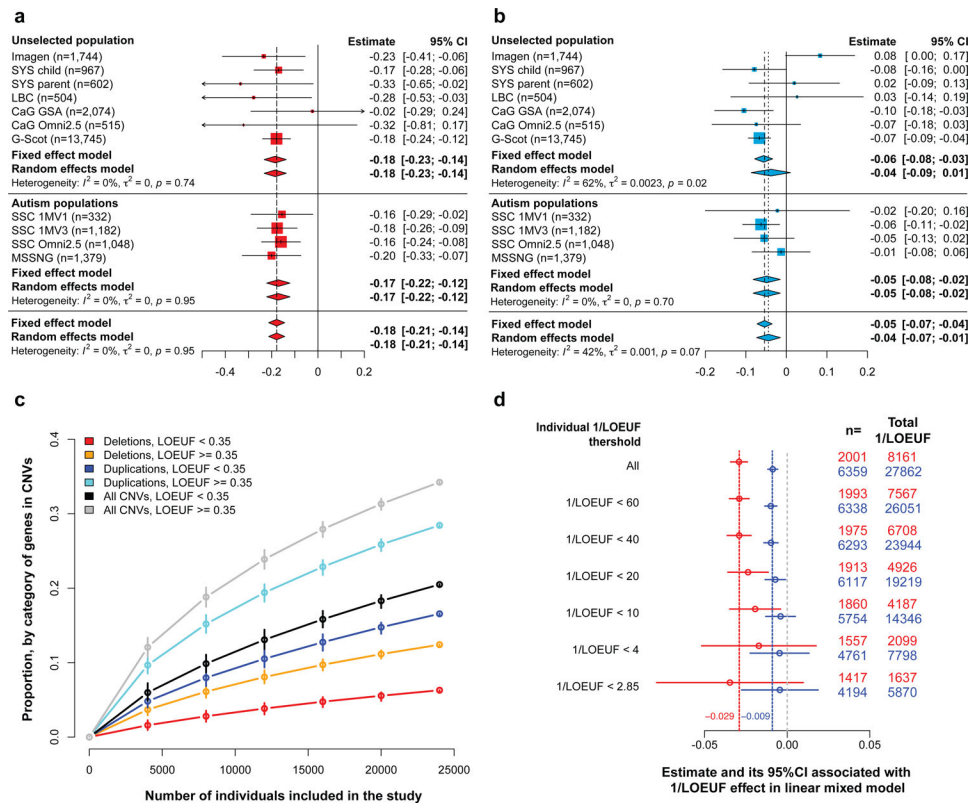 a
Unselected population Estimate 95% CI
Imagen (n=1,744) -0.23 [-0.41; -0.06]
SYS child (n=967) -0.17 [-0.28; -0.06]
SYS parent (n=602) -0.33 [-0.65; -0.02]
LBC (n=504) -0.28 [-0.53; -0.03]
CaG GSA (n=2,074) -0.02 [-0.29; 0.24]
CaG Omni2.5 (n=515) -0.32 [-0.81; 0.17]
G-Scot (n=13,745) -0.18 [-0.24; -0.12]
Fixed effect model -0.18 [-0.23; -0.14]
Random effects model -0.18 [-0.23; -0.14]
Heterogeneity: I² = 0%, τ² = 0, p = 0.74
Autism populations
SSC 1MV1 (n=332) -0.16 [-0.29; -0.02]
SSC 1MV3 (n=1,182) -0.18 [-0.26; -0.09]
SSC Omni2.5 (n=1,048) -0.16 [-0.24; -0.08]
MSSNG (n=1,379) -0.20 [-0.33; -0.07]
Fixed effect model -0.17 [-0.22; -0.12]
Random effects model -0.17 [-0.22; -0.12]
Heterogeneity: I² = 0%, τ² = 0, p = 0.95
Fixed effect model -0.18 [-0.21; -0.14]
Random effects model -0.18 [-0.21; -0.14]
Heterogeneity: I² = 0%, τ² = 0, p = 0.95
-0.4 -0.2 0 0.2
b
Unselected population Estimate 95% CI
Imagen (n=1,744) 0.08 [ 0.00; 0.17]
SYS child (n=967) -0.08 [-0.16; 0.00]
SYS parent (n=602) 0.02 [-0.09; 0.13]
LBC (n=504) 0.03 [-0.14; 0.19]
CaG GSA (n=2,074) -0.10 [-0.18; -0.03]
CaG Omni2.5 (n=515) -0.07 [-0.18; 0.03]
G-Scot (n=13,745) -0.07 [-0.09; -0.04]
Fixed effect model -0.06 [-0.08; -0.03]
Random effects model -0.04 [-0.09; 0.01]
Heterogeneity: I² = 62%, τ² = 0.0023, p = 0.02
Autism populations
SSC 1MV1 (n=332) -0.02 [-0.20; 0.16]
SSC 1MV3 (n=1,182) -0.06 [-0.11; -0.02]
SSC Omni2.5 (n=1,048) -0.05 [-0.13; 0.02]
MSSNG (n=1,379) -0.01 [-0.08; 0.06]
Fixed effect model -0.05 [-0.08; -0.02]
Random effects model -0.05 [-0.08; -0.02]
Heterogeneity: I² = 0%, τ² = 0, p = 0.70
Fixed effect model -0.05 [-0.07; -0.04]
Random effects model -0.04 [-0.07; -0.01]
Heterogeneity: I² = 42%, τ² = 0.001, p = 0.07
-0.2 -0.1 0 0.1
c
Proportion, by category of genes in CNVs
0.4
0.3
0.2
0.1
0.0
Deletions, LOEUF < 0.35
Deletions, LOEUF >= 0.35
Duplications, LOEUF < 0.35
Duplications, LOEUF >= 0.35
All CNVs, LOEUF < 0.35
All CNVs, LOEUF >= 0.35
0 5000 10000 15000 20000 25000
Number of individuals included in the study
d
Individual 1/LOEUF thershold n= Total 1/LOEUF
All 2001 8161
6359 27862
1/LOEUF < 60 1993 7567
6338 26051
1/LOEUF < 40 1975 6708
6293 23944
1/LOEUF < 20 1913 4926
6117 19219
1/LOEUF < 10 1860 4187
5754 14346
1/LOEUF < 4 1557 2099
4761 7798
1/LOEUF < 2.85 1417 1637
4194 5870
−0.029 −0.009
-0.05 0.00 0.05
Estimate and its 95%CI associated with
1/LOEUF effect in linear mixed model